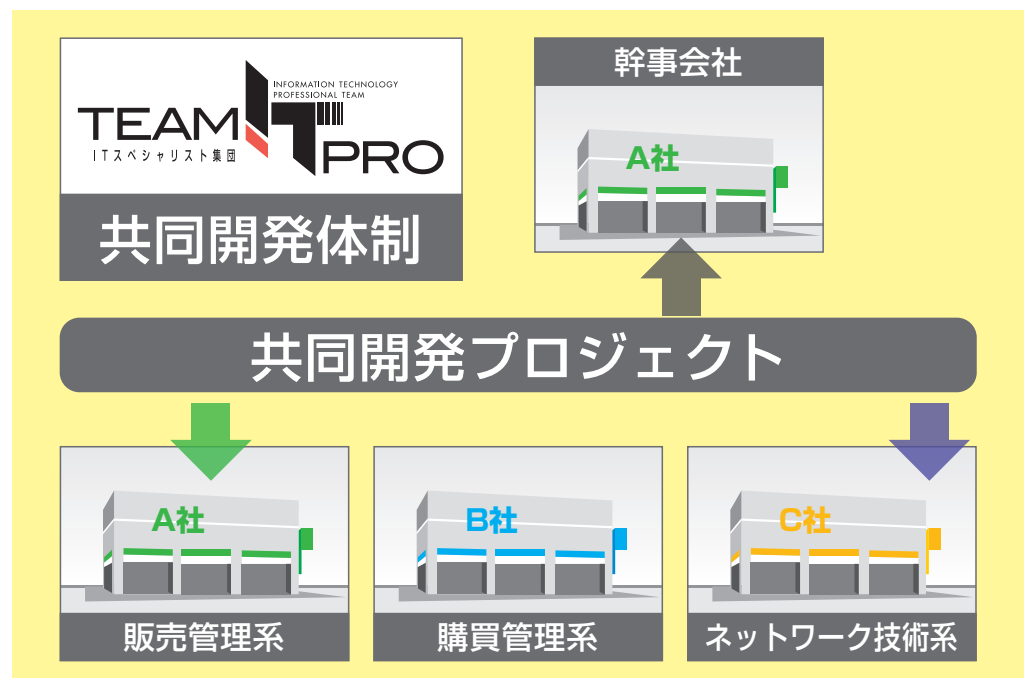 INFORMATION TECHNOLOGY
PROFESSIONAL TEAM
TEAM IT PRO
ITスペシャリスト集団
共同開発体制
幹事会社
A社
共同開発プロジェクト
A社
販売管理系
B社
購買管理系
C社
ネットワーク技術系